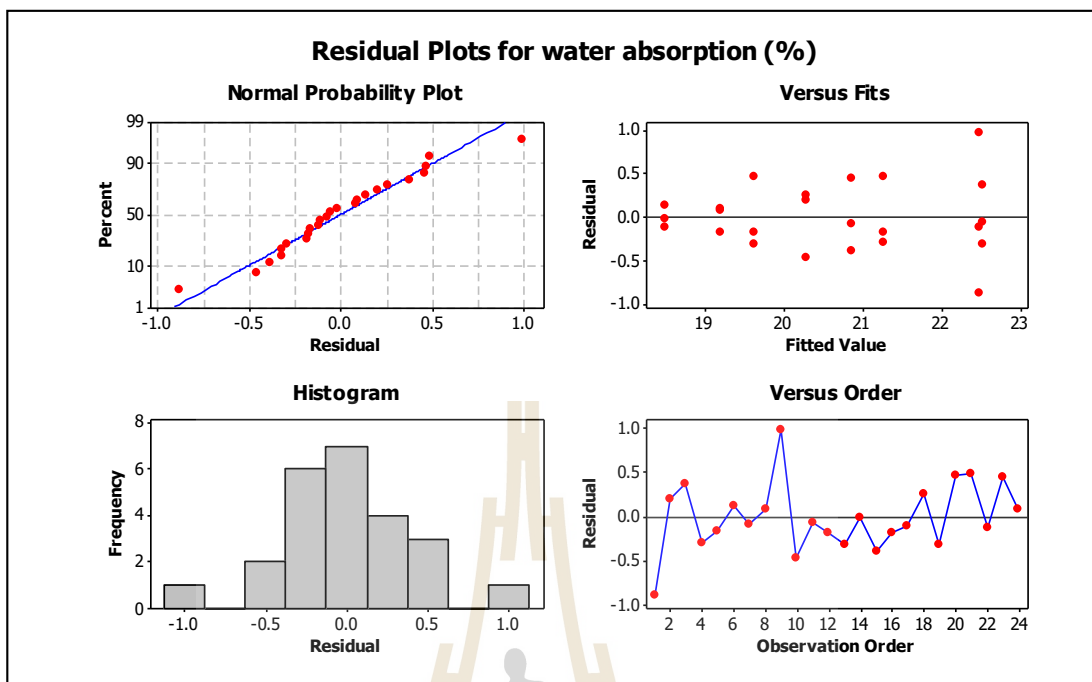 Residual Plots for water absorption (%)
Normal Probability Plot
99
90
50
10
1
Percent
-1.0 -0.5 0.0 0.5 1.0
Residual
Versus Fits
1.0
0.5
0.0
-0.5
-1.0
Residual
19 20 21 22 23
Fitted Value
Histogram
8
6
4
2
0
Frequency
-1.0 -0.5 0.0 0.5 1.0
Residual
Versus Order
1.0
0.5
0.0
-0.5
-1.0
Residual
2 4 6 8 10 12 14 16 18 20 22 24
Observation Order